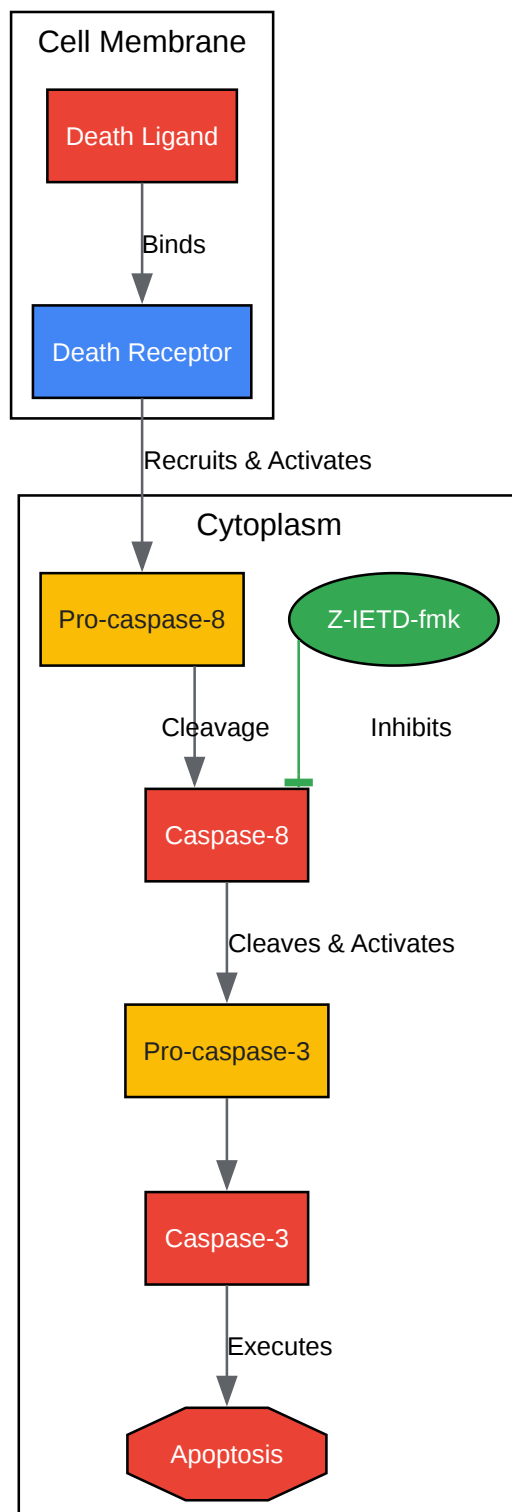 Cell Membrane
Death Ligand
Binds
Death Receptor
Recruits & Activates
Cytoplasm
Pro-caspase-8
Z-IETD-fmk
Cleavage
Inhibits
Caspase-8
Cleaves & Activates
Pro-caspase-3
Caspase-3
Executes
Apoptosis